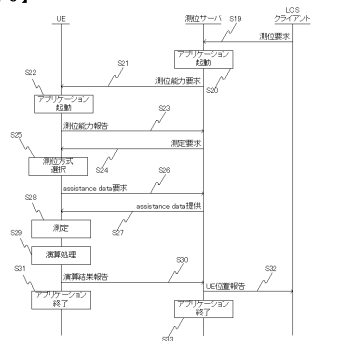 UE
測位サーバ
S19
LCS
クライアント
測位要求
アプリケーション
起動
S20
S21
測位能力要求
S22
アプリケーション
起動
S23
測位能力報告
測定要求
S24
S25
測位方式
選択
S26
assistance data要求
assistance data提供
S27
S28
測定
S29
演算処理
S30
演算結果報告
S31
アプリケーション
終了
S32
UE位置報告
アプリケーション
終了
S33